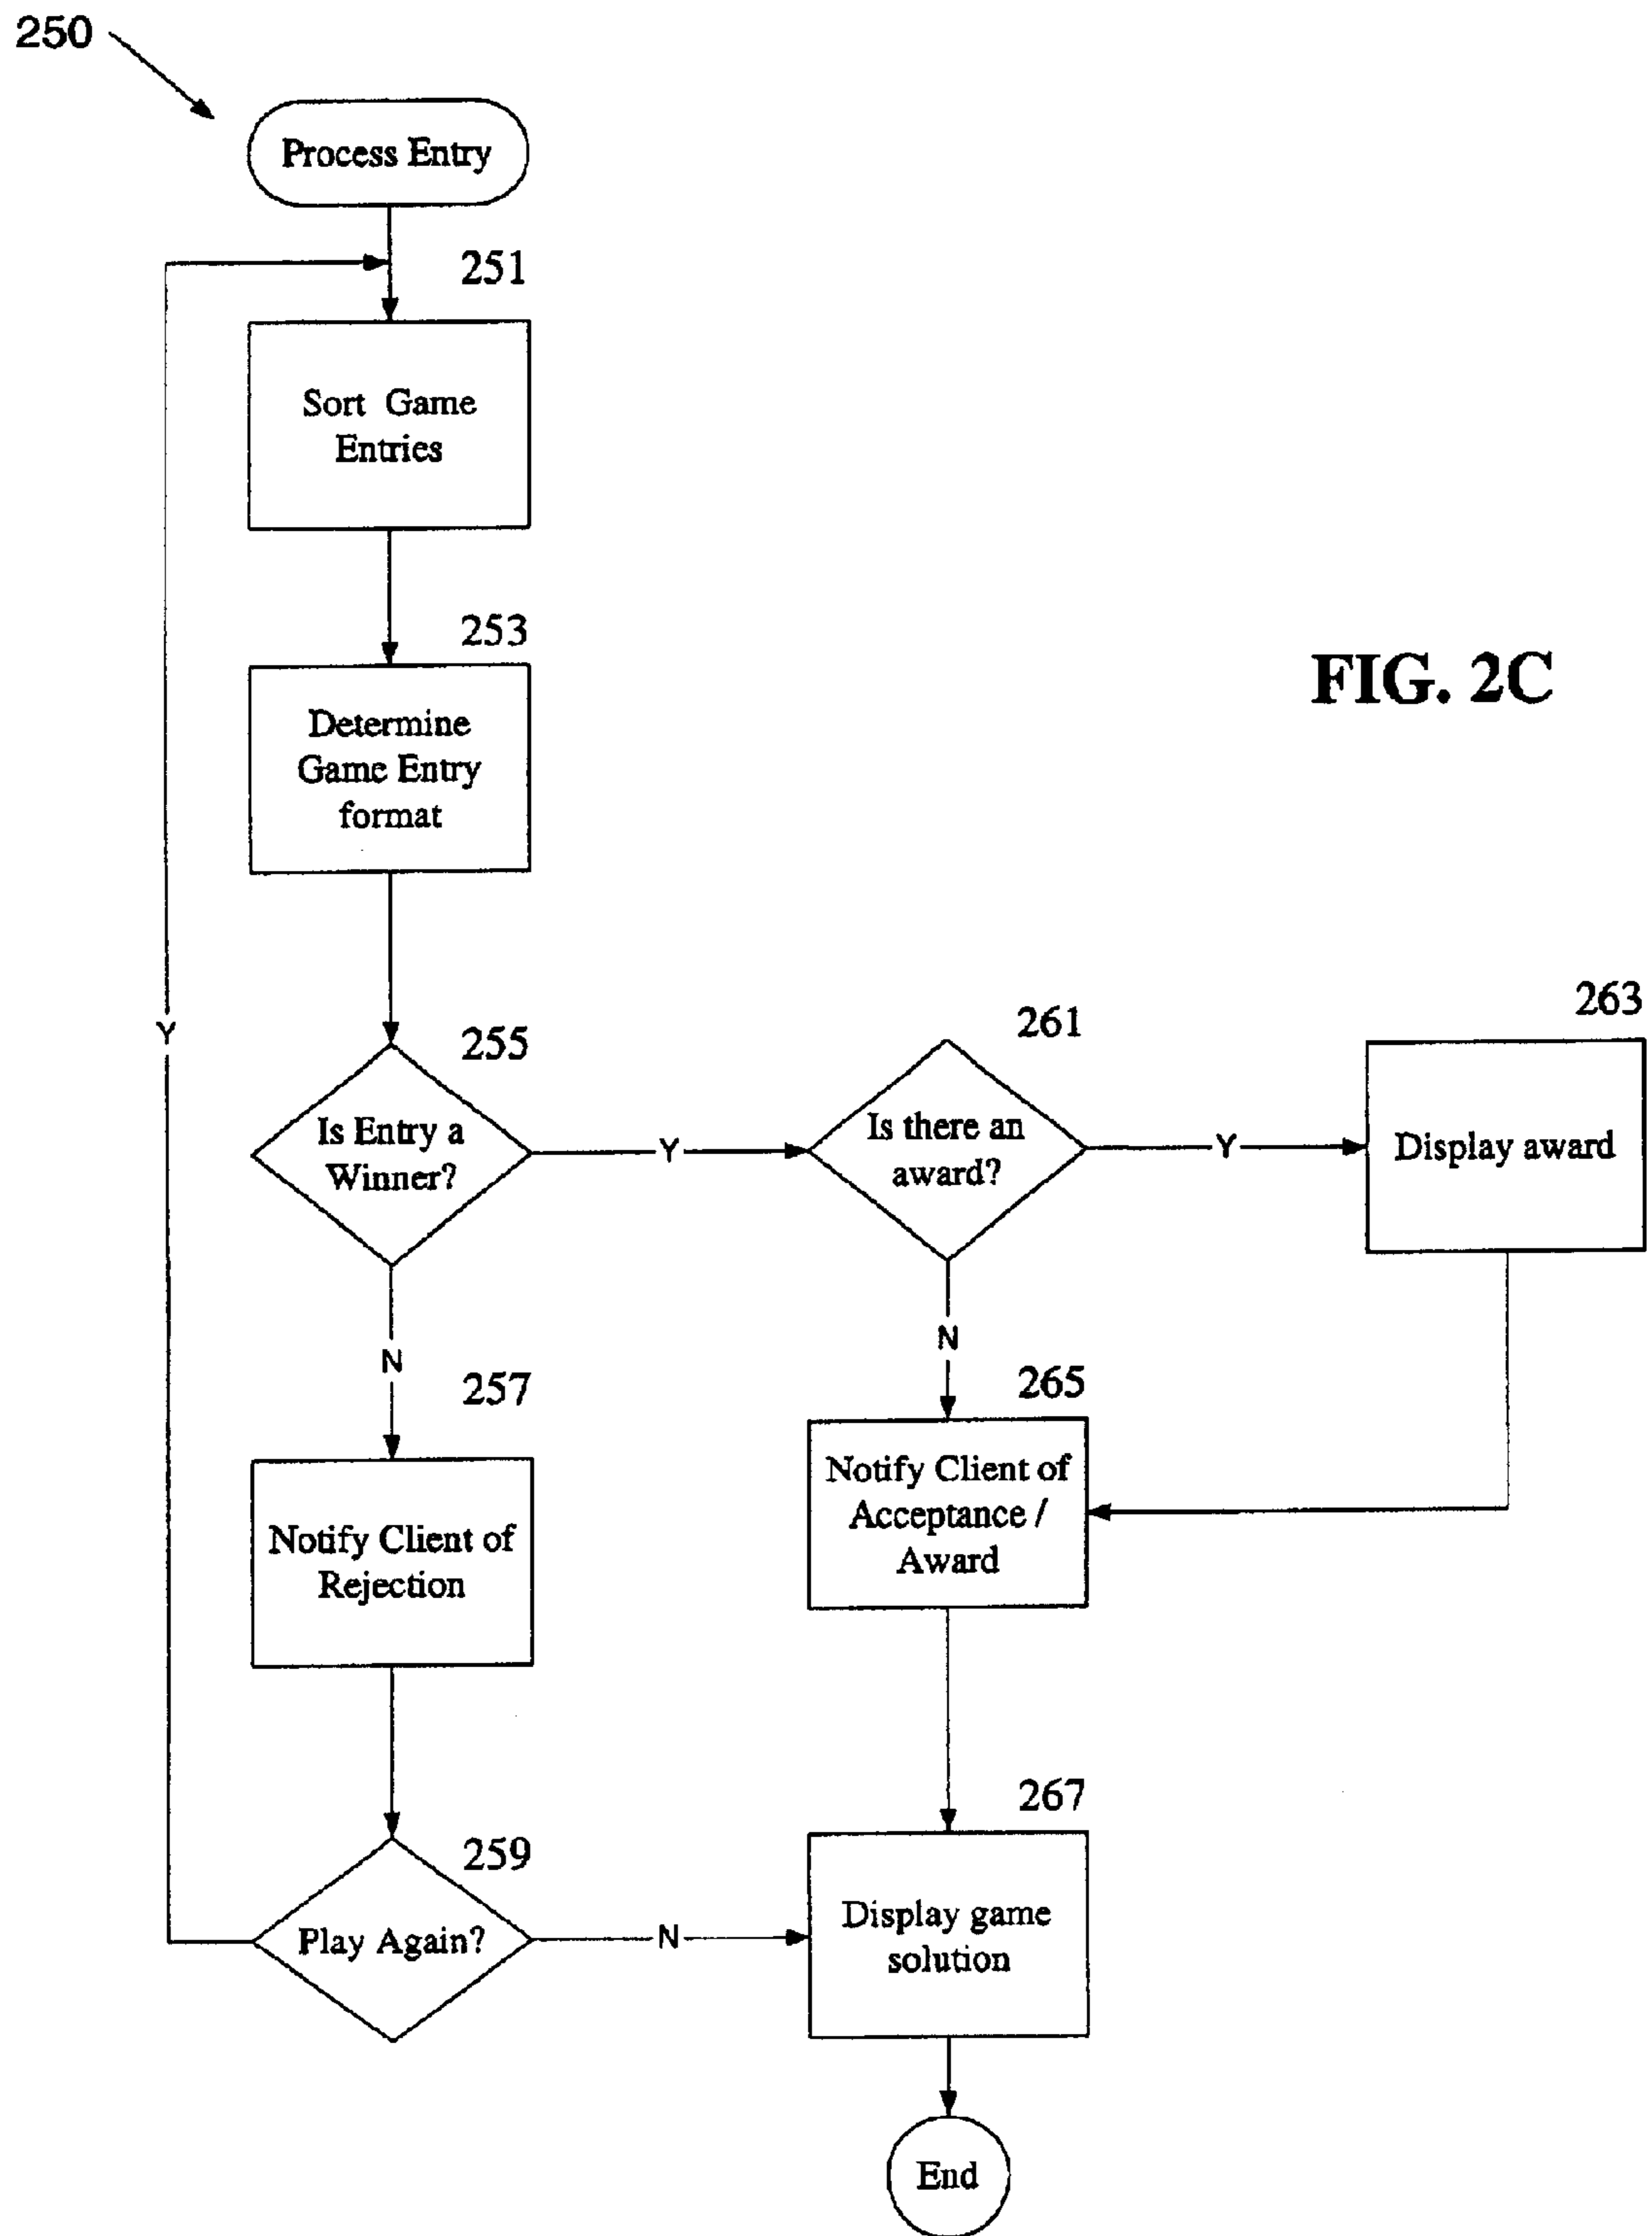 250
Process Entry
251
Sort Game
Entries
253
Determine
Game Entry
format
FIG. 2C
255
Is Entry a
Winner?
Y
261
Is there an
award?
Y
263
Display award
Y
N
257
Notify Client of
Rejection
N
265
Notify Client of
Acceptance /
Award
259
Play Again?
N
267
Display game
solution
End